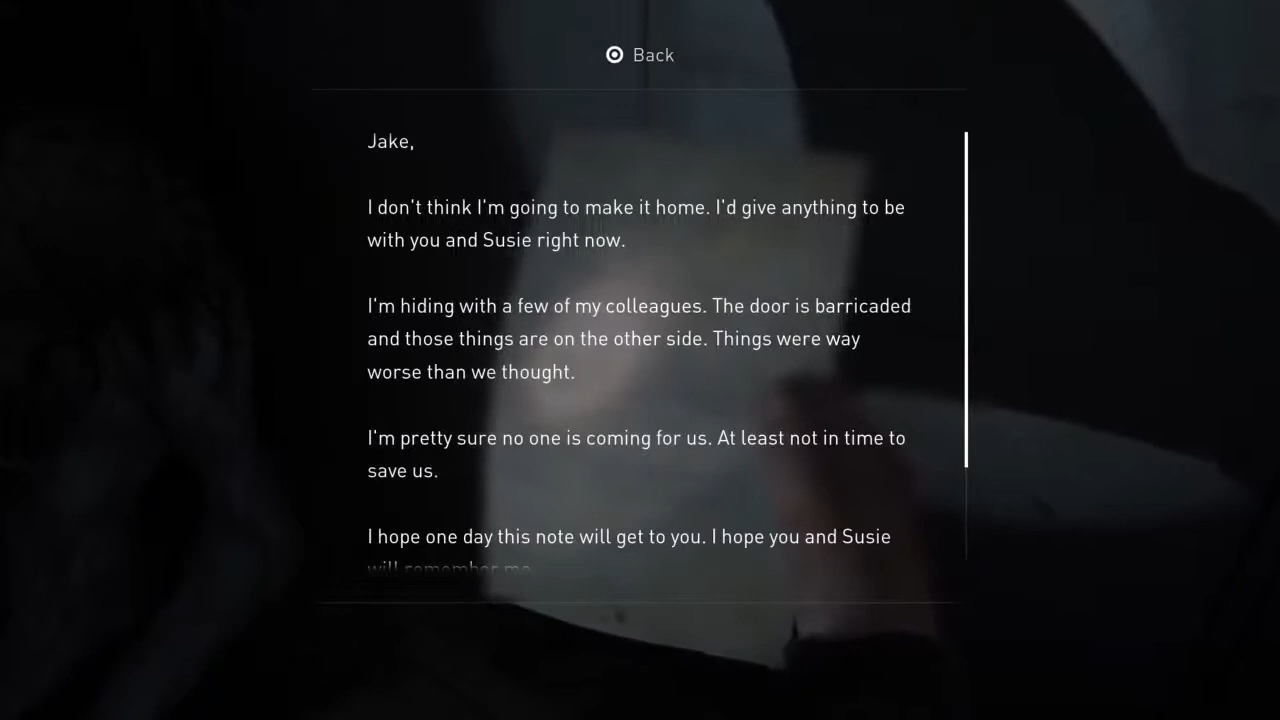 Back
Jake,
I don't think I'm going to make it home. I'd give anything to be
with you and Susie right now.
I'm hiding with a few of my colleagues. The door is barricaded
and those things are on the other side. Things were way
worse than we thought.
I'm pretty sure no one is coming for us. At least not in time to
save us.
I hope one day this note will get to you. I hope you and Susie
will remember me